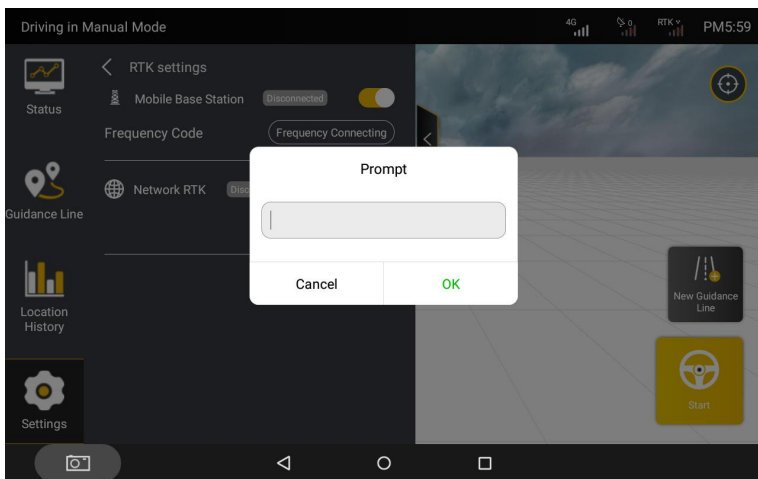 Driving in Manual Mode
4G
0
RTK
PM5:59
Status
RTK settings
Mobile Base Station
Disconnected
Frequency Code
Frequency Connecting
Guidance Line
Network RTK
Prompt
Cancel
OK
Location
History
New Guidance
Line
Settings
Start